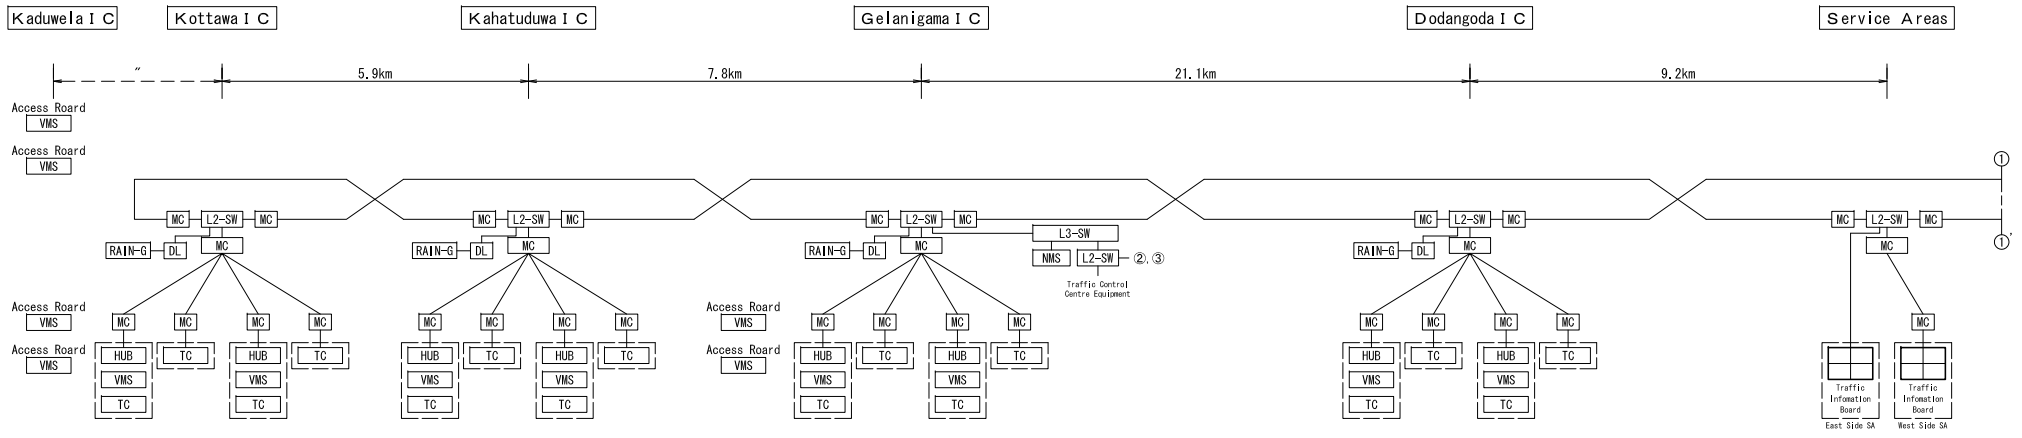 Kaduwela I C Kottawa I C Kahatuduwa I C Gelanigama I C Dodangoda I C Service Areas
〃 5.9km 7.8km 21.1km 9.2km
Access Roard
VMS
Access Roard
VMS
①
MC L2-SW MC MC L2-SW MC MC L2-SW MC MC L2-SW MC MC L2-SW MC
L3-SW
①'
RAIN-G DL MC RAIN-G DL MC RAIN-G DL MC RAIN-G DL MC MC
NMS L2-SW ②,③
Traffic Control
Centre Equipment
Access Roard Access Roard
VMS MC MC MC MC MC MC MC MC VMS MC MC MC MC MC MC MC MC MC
Access Roard Access Roard
HUB TC HUB TC HUB TC HUB TC HUB TC HUB TC HUB TC HUB TC
VMS VMS
VMS VMS VMS VMS VMS VMS VMS VMS
Traffic Traffic
Infomation Infomation
TC TC TC TC TC TC TC TC
Board Board
East Side SA West Side SA